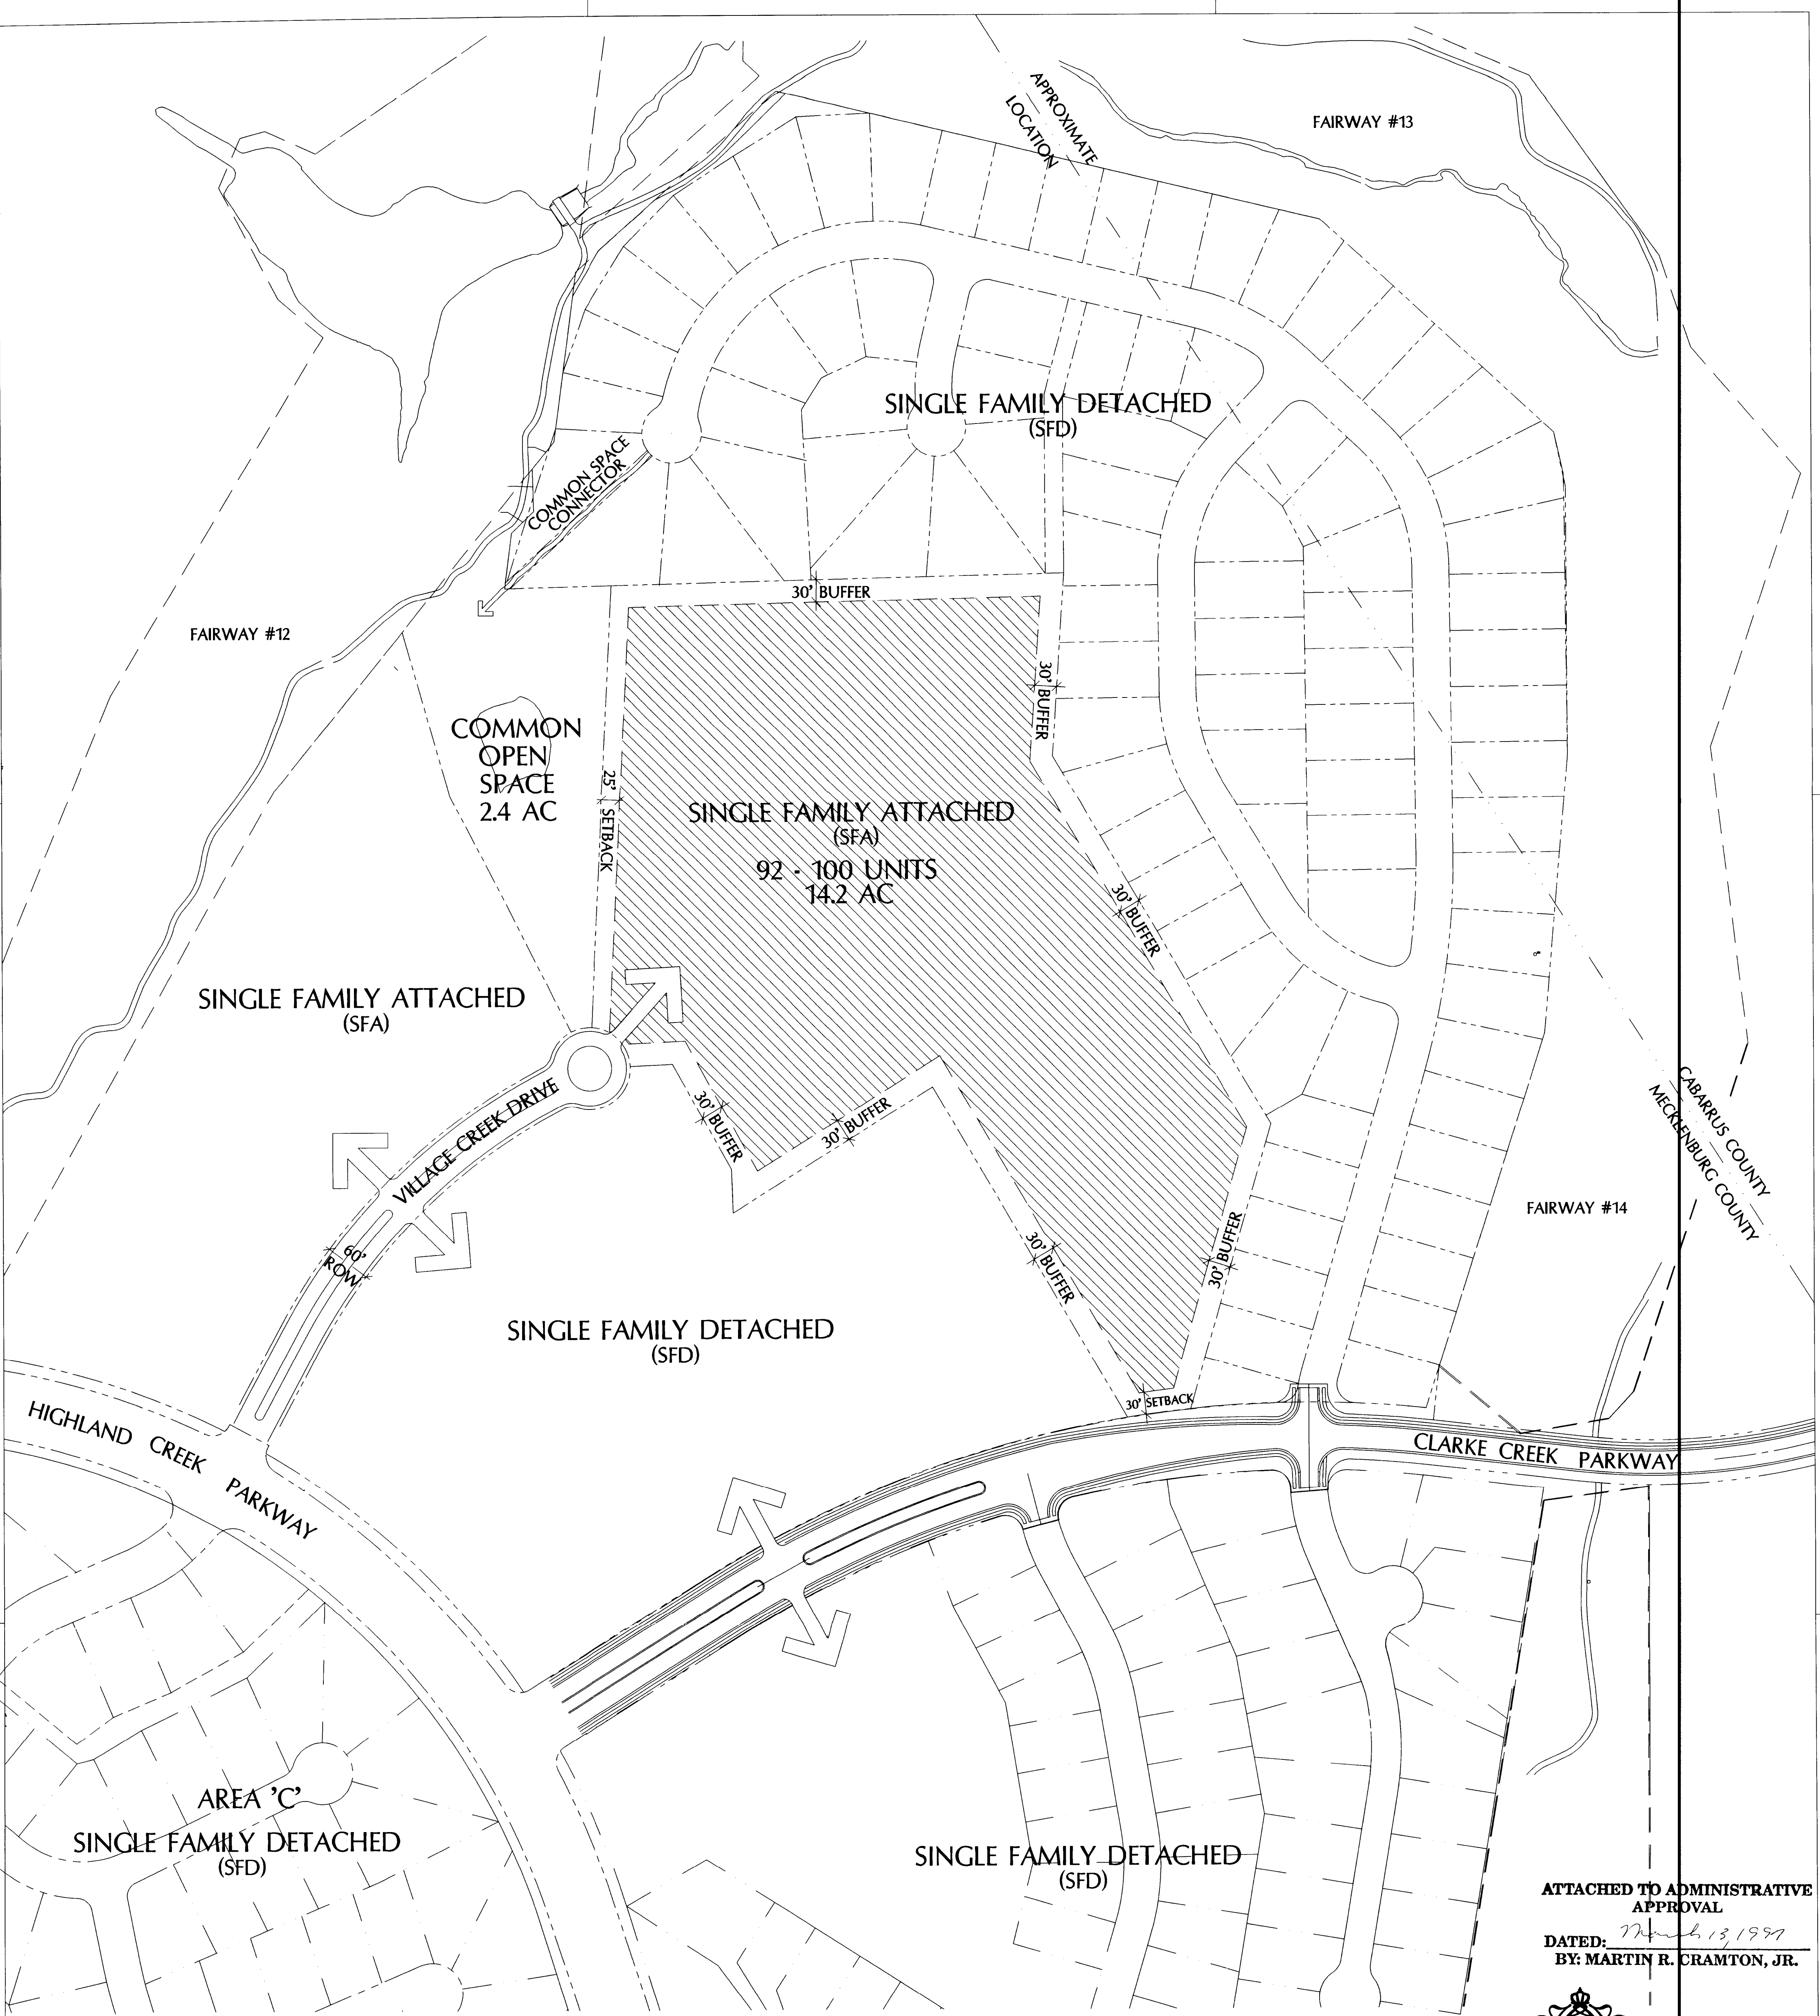 APPROXIMATE
LOCATION
FAIRWAY #13
SINGLE FAMILY DETACHED
(SFD)
COMMON SPACE
CONNECTOR
30' BUFFER
FAIRWAY #12
30' BUFFER
COMMON
OPEN
SPACE
2.4 AC
25' SETBACK
SINGLE FAMILY ATTACHED
(SFA)
92 - 100 UNITS
14.2 AC
30' BUFFER
SINGLE FAMILY ATTACHED
(SFA)
VILLAGE CREEK DRIVE
30' BUFFER
30' BUFFER
CABARRUS COUNTY
MECKLENBURG COUNTY
FAIRWAY #14
60'
ROW
30' BUFFER
30' BUFFER
SINGLE FAMILY DETACHED
(SFD)
30' SETBACK
HIGHLAND CREEK PARKWAY
CLARKE CREEK PARKWAY
AREA 'C'
SINGLE FAMILY DETACHED
(SFD)
SINGLE FAMILY DETACHED
(SFD)
ATTACHED TO ADMINISTRATIVE
APPROVAL
DATED: March 13, 1997
BY: MARTIN R. CRAMTON, JR.